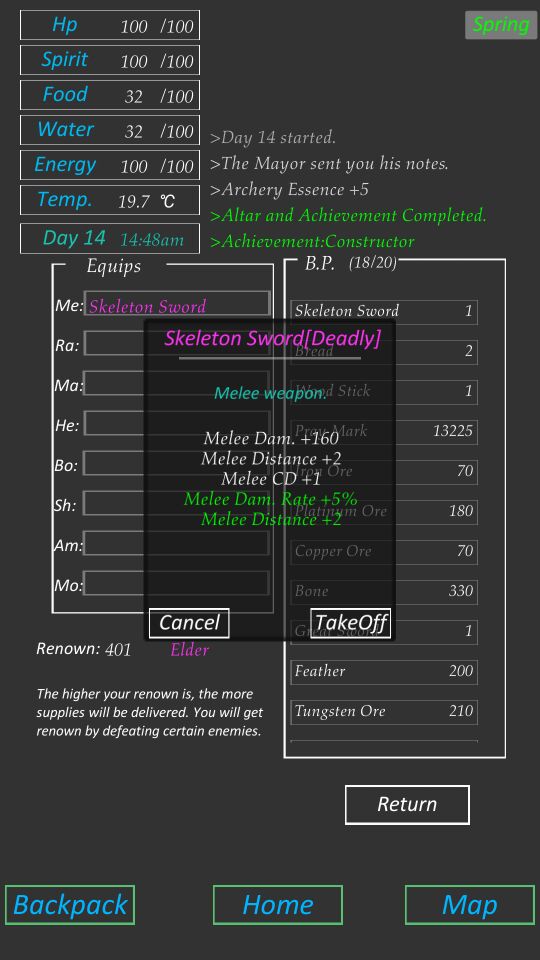 Hp 100 /100
Spring
Spirit 100 /100
Food 32 /100
Water 32 /100
Energy 100 /100
Temp. 19.7 ℃
Day 14 14:48am
>Day 14 started.
>The Mayor sent you his notes.
>Archery Essence +5
>Altar and Achievement Completed.
>Achievement:Constructor
Equips
Me: Skeleton Sword
Ra:
Ma:
He:
Bo:
Sh:
Am:
Mo:
B.P. (18/20)
Skeleton Sword 1
Bread 2
Wood Stick 1
Prey Mark 13225
Iron Ore 70
Platinum Ore 180
Copper Ore 70
Bone 330
Great Sword 1
Feather 200
Tungsten Ore 210
Skeleton Sword[Deadly]
Melee weapon.
Melee Dam. +160
Melee Distance +2
Melee CD +1
Melee Dam. Rate +5%
Melee Distance +2
Cancel
TakeOff
Renown: 401 Elder
The higher your renown is, the more
supplies will be delivered. You will get
renown by defeating certain enemies.
Return
Backpack
Home
Map